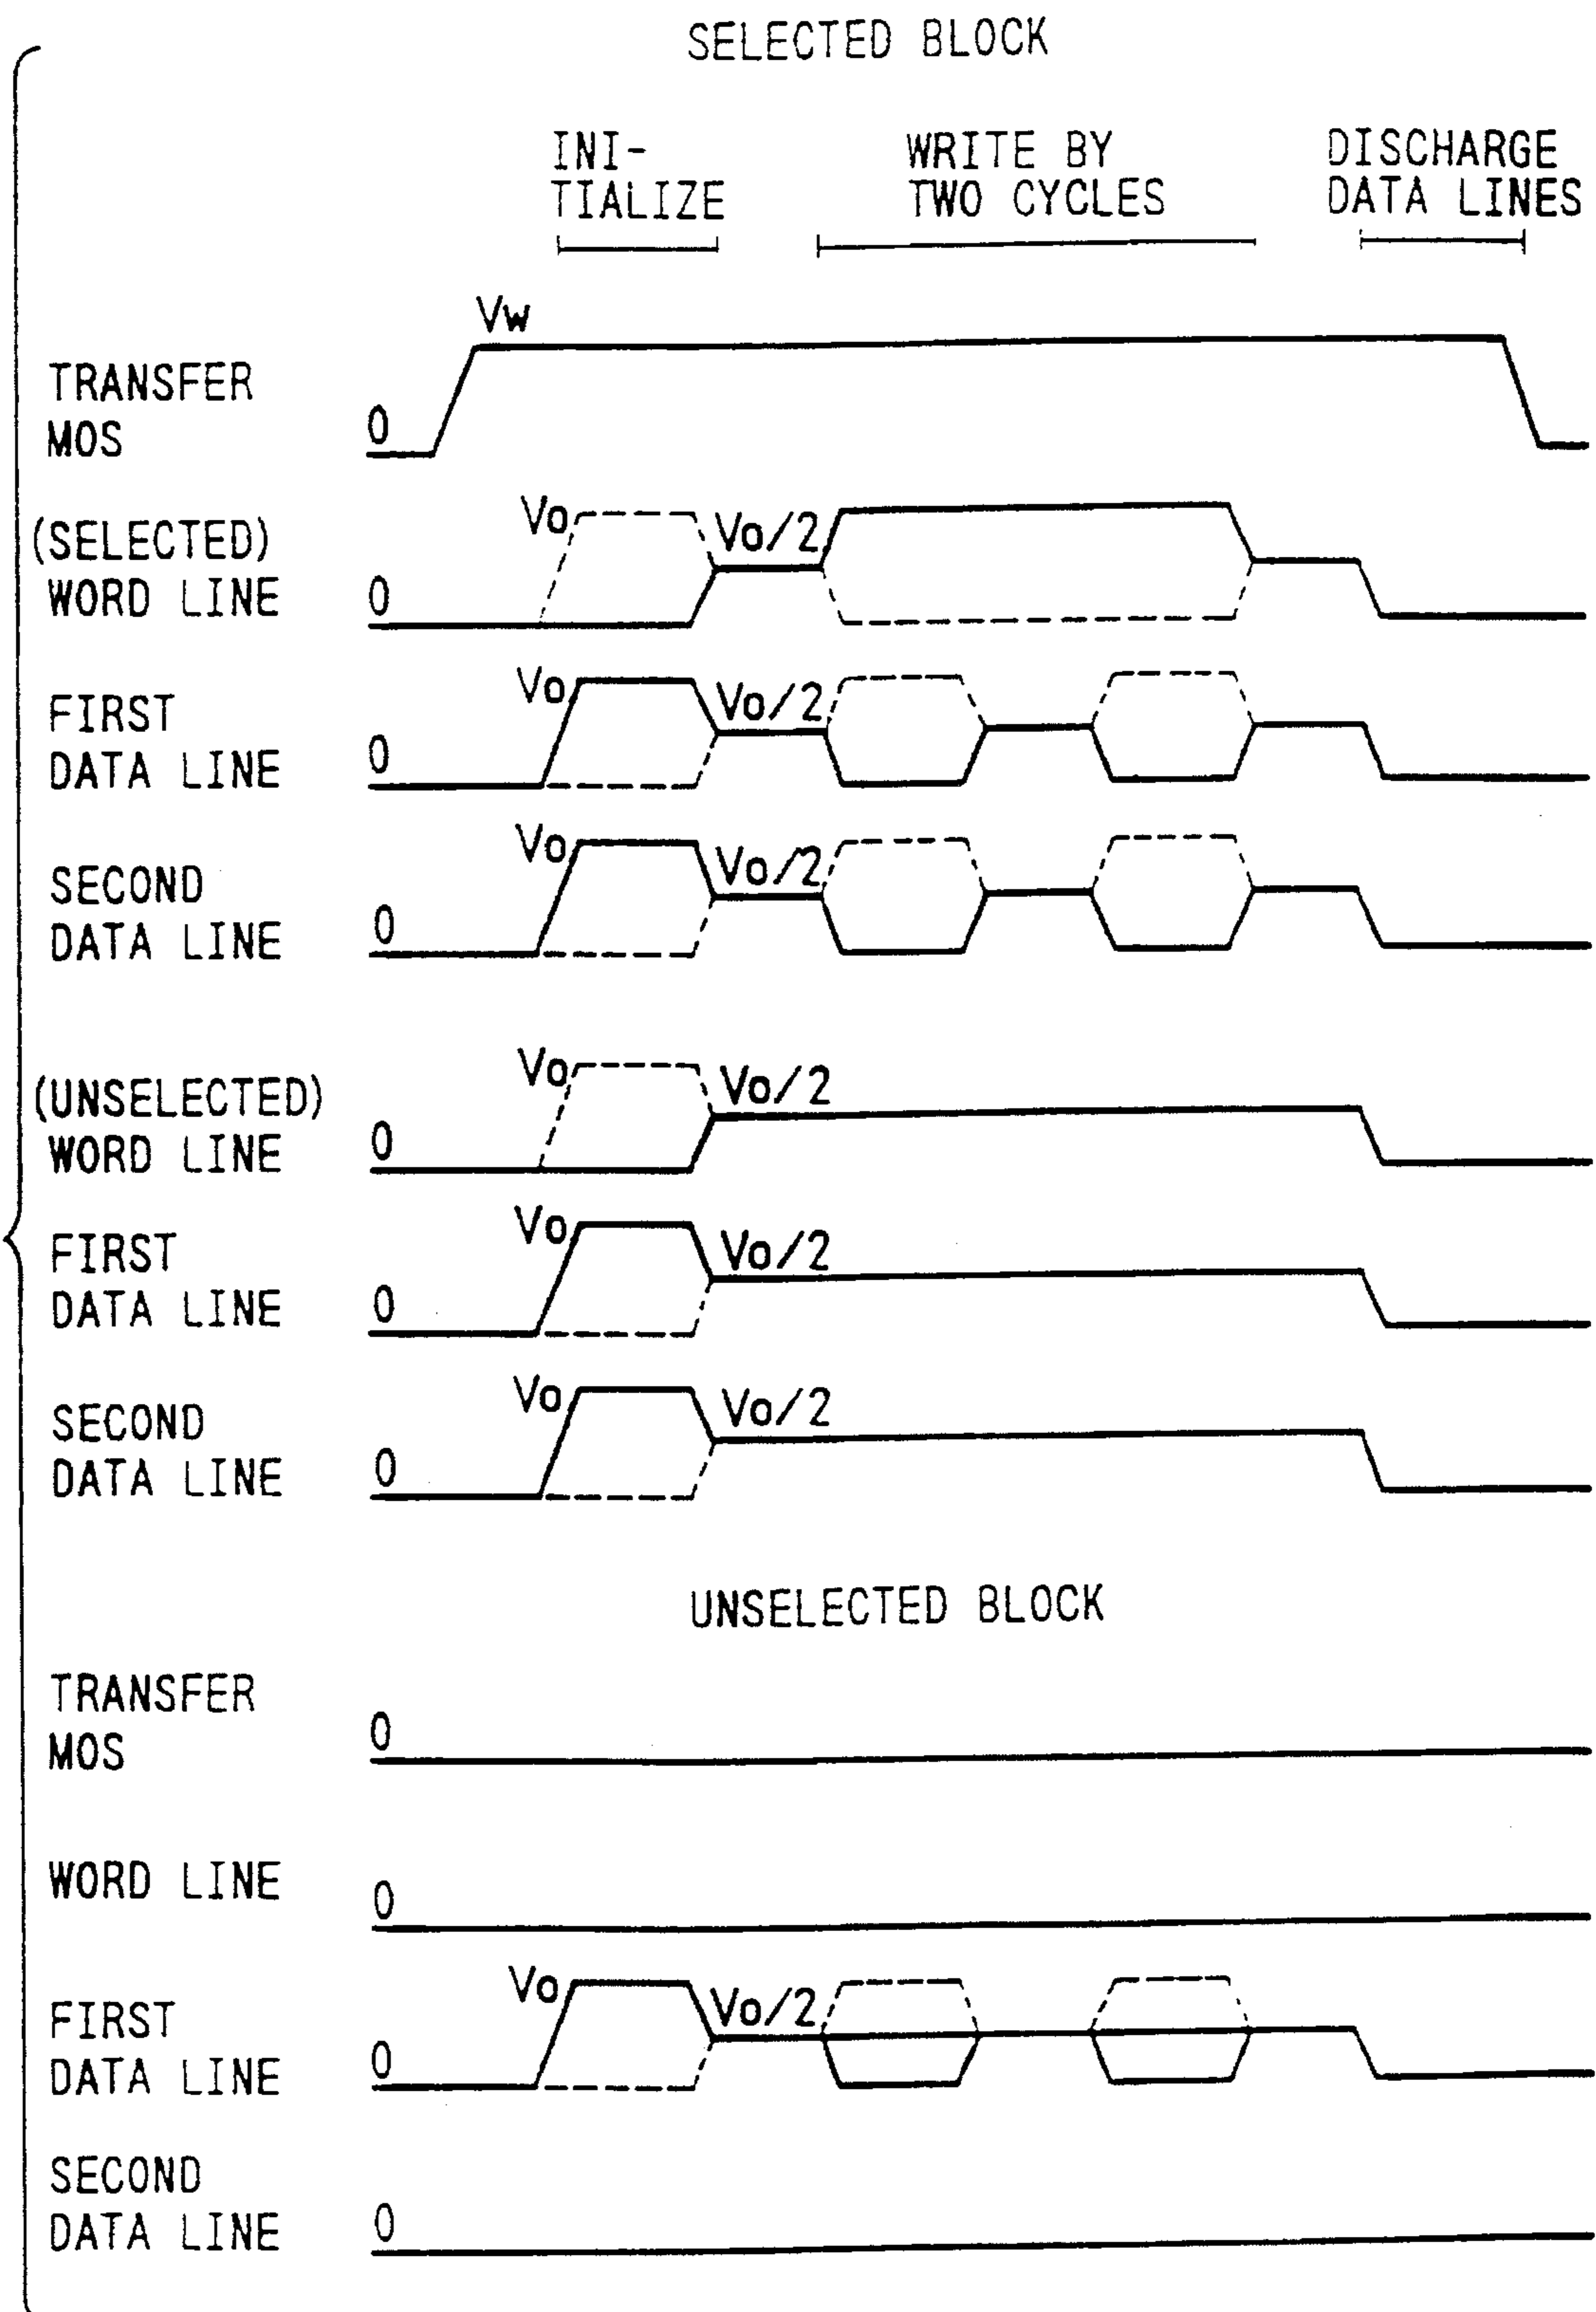 SELECTED BLOCK
INI-
TIALIZE
WRITE BY
TWO CYCLES
DISCHARGE
DATA LINES
TRANSFER
MOS
0
Vw
(SELECTED)
WORD LINE
0
Vo
Vo/2
FIRST
DATA LINE
0
Vo
Vo/2
SECOND
DATA LINE
0
Vo
Vo/2
(UNSELECTED)
WORD LINE
0
Vo
Vo/2
FIRST
DATA LINE
0
Vo
Vo/2
SECOND
DATA LINE
0
Vo
Vo/2
UNSELECTED BLOCK
TRANSFER
MOS
0
WORD LINE
0
FIRST
DATA LINE
0
Vo
Vo/2
SECOND
DATA LINE
0